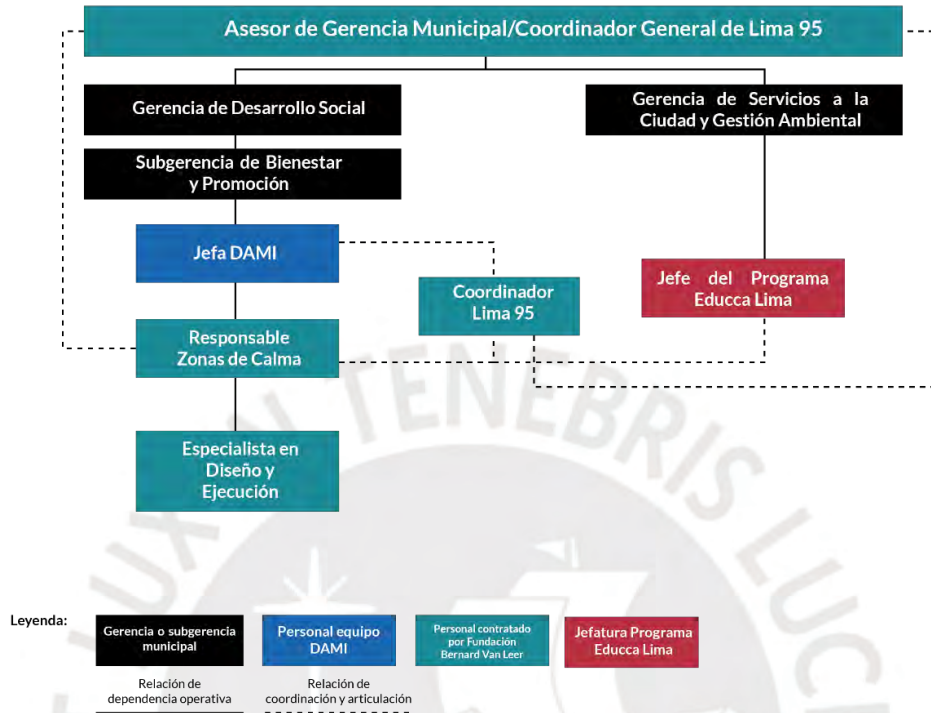 Asesor de Gerencia Municipal/Coordinador General de Lima 95
Gerencia de Desarrollo Social
Gerencia de Servicios a la
Ciudad y Gestión Ambiental
Subgerencia de Bienestar
y Promoción
Jefa DAMI
Coordinador
Lima 95
Jefe del Programa
Educca Lima
Responsable
Zonas de Calma
Especialista en
Diseño y
Ejecución
TENEBRIS
LUX
LUCI
Leyenda:
Gerencia o subgerencia
municipal
Personal equipo
DAMI
Personal contratado
por Fundación
Bernard Van Leer
Jefatura Programa
Educca Lima
Relación de
dependencia operativa
Relación de
coordinación y articulación